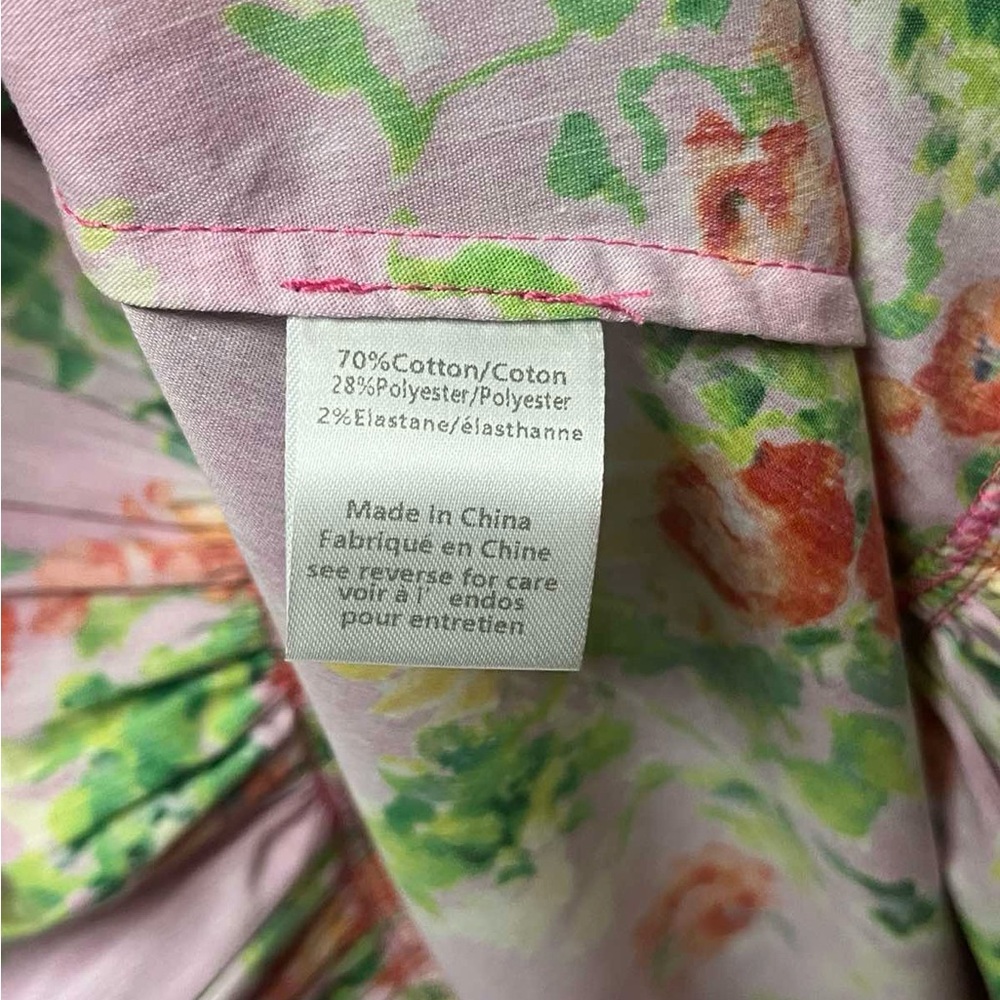 70%Cotton/Coton
28%Polyester/Polyester
2%Elastane/élasthanne
Made in China
Fabriqué en Chine
see reverse for care
voir à l' endos
pour entretien